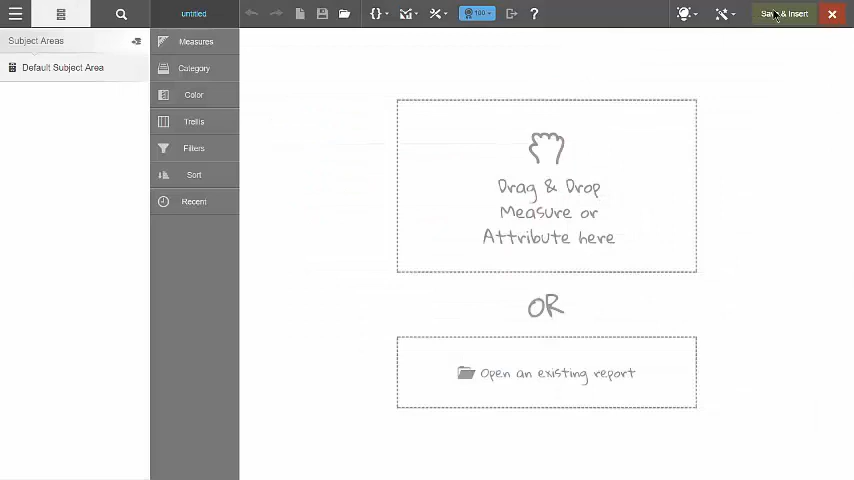 untitled
100
Save & Insert
Subject Areas
Default Subject Area
Measures
Category
Color
Trellis
Filters
Sort
Recent
Drag & Drop
Measure or
Attribute here
OR
Open an existing report